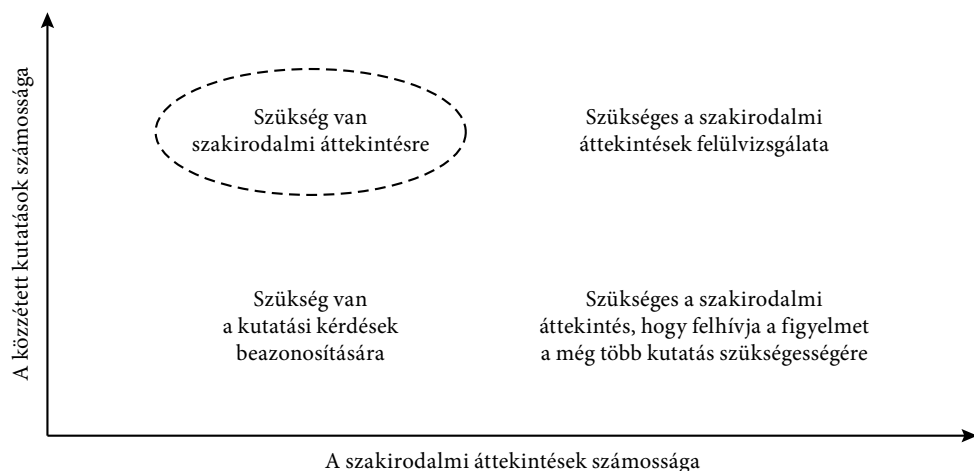 A közzétett kutatások számossága
Szükség van
szakirodalmi áttekintésre
Szükséges a szakirodalmi
áttekintések felülvizsgálata
Szükség van
a kutatási kérdések
beazonosítására
Szükséges a szakirodalmi
áttekintés, hogy felhívja a figyelmet
a még több kutatás szükségességére
A szakirodalmi áttekintések számossága